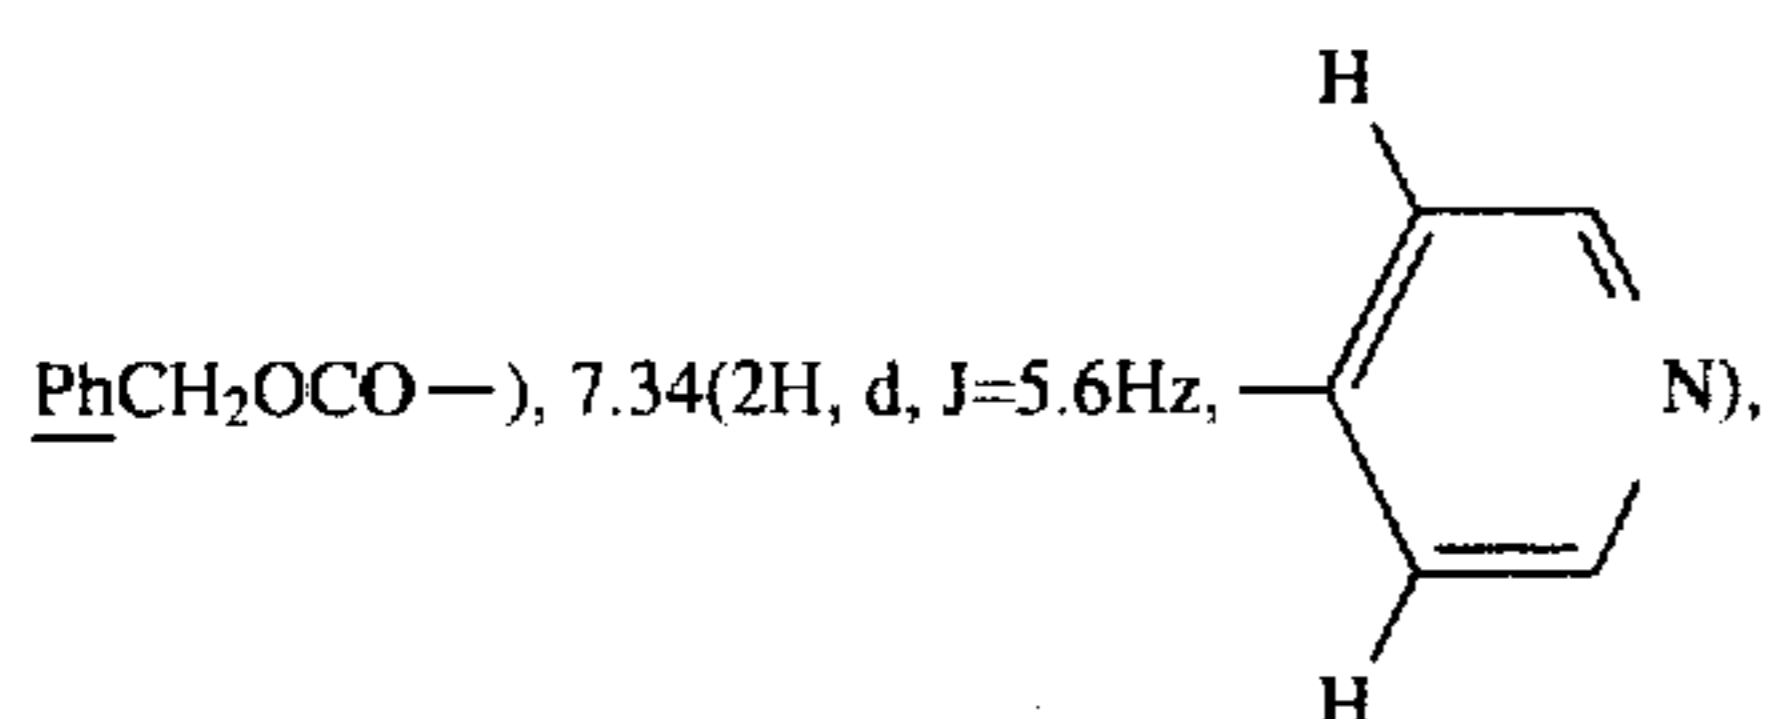 H
PhCH₂OCO—), 7.34(2H, d, J=5.6Hz, —N),
H